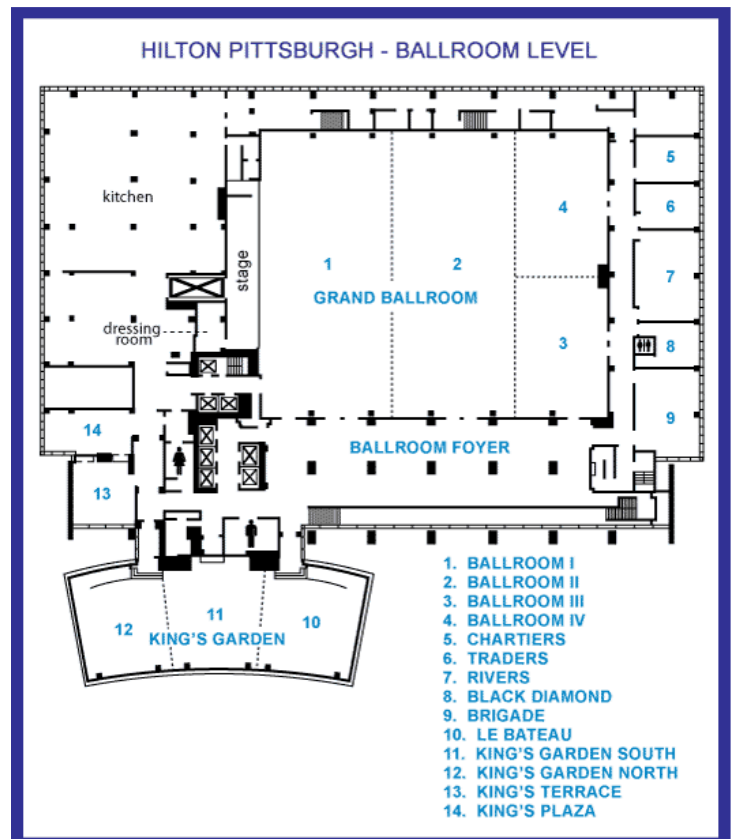 HILTON PITTSBURGH - BALLROOM LEVEL
kitchen
stage
dressing
room
1
2
3
4
GRAND BALLROOM
5
6
7
8
9
BALLROOM FOYER
14
13
12
11
10
KING'S GARDEN
1. BALLROOM I
2. BALLROOM II
3. BALLROOM III
4. BALLROOM IV
5. CHARTIERS
6. TRADERS
7. RIVERS
8. BLACK DIAMOND
9. BRIGADE
10. LE BATEAU
11. KING'S GARDEN SOUTH
12. KING'S GARDEN NORTH
13. KING'S TERRACE
14. KING'S PLAZA